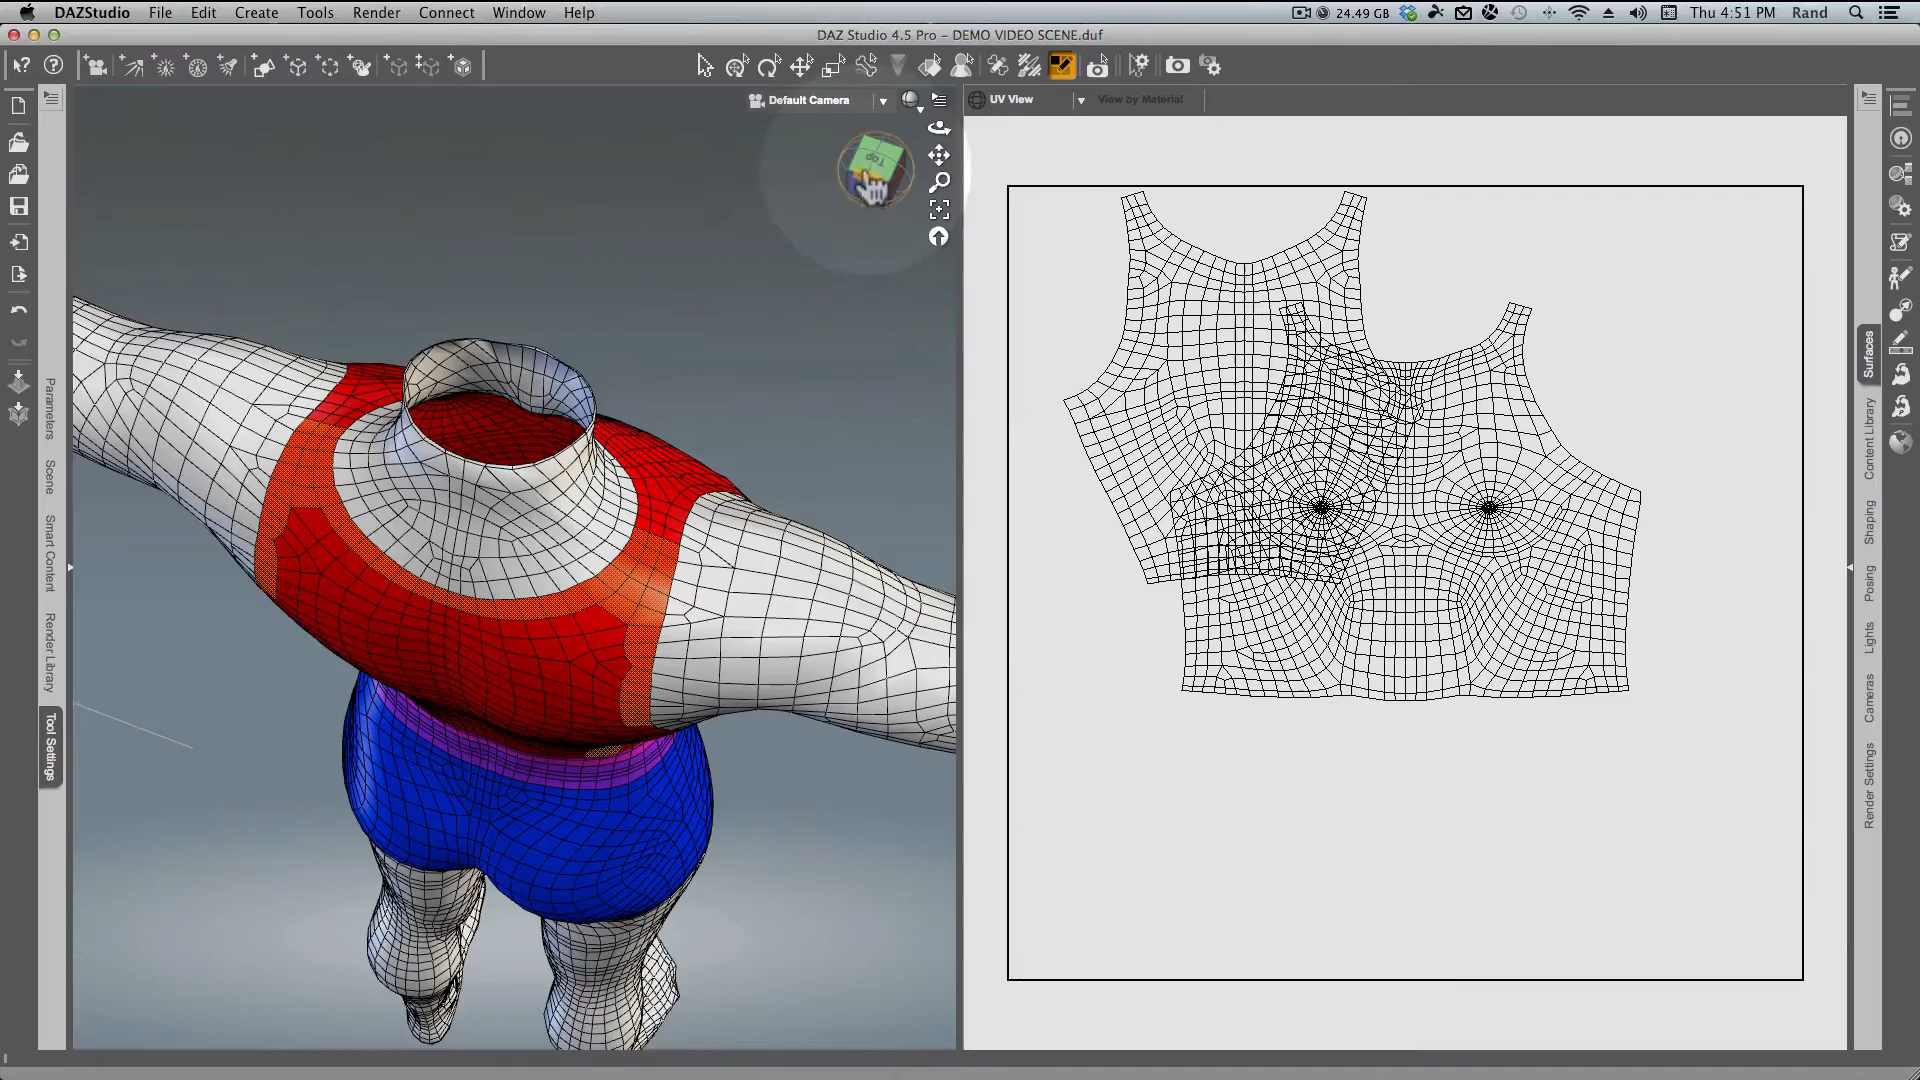 DAZStudio File Edit Create Tools Render Connect Window Help 24.49 GB Thu 4:51 PM Rand
DAZ Studio 4.5 Pro - DEMO VIDEO SCENE.duf
Default Camera
UV View
View by Material
Top
Parameters
Scene
Smart Content
Render Library
Tool Settings
Surfaces
Content Library
Shaping
Posing
Lights
Cameras
Render Settings